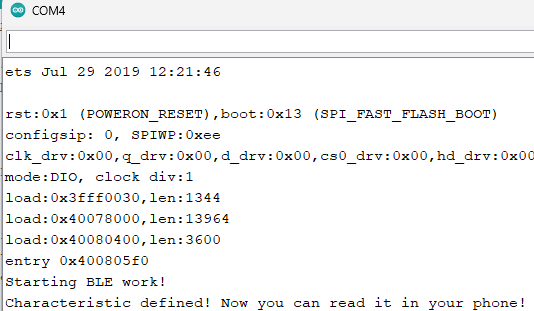 COM4
ets Jul 29 2019 12:21:46
rst:0x1 (POWERON_RESET),boot:0x13 (SPI_FAST_FLASH_BOOT)
configsip: 0, SPIWP:0xee
clk_drv:0x00,q_drv:0x00,d_drv:0x00,cs0_drv:0x00,hd_drv:0x00
mode:DIO, clock div:1
load:0x3fff0030,len:1344
load:0x40078000,len:13964
load:0x40080400,len:3600
entry 0x400805f0
Starting BLE work!
Characteristic defined! Now you can read it in your phone!